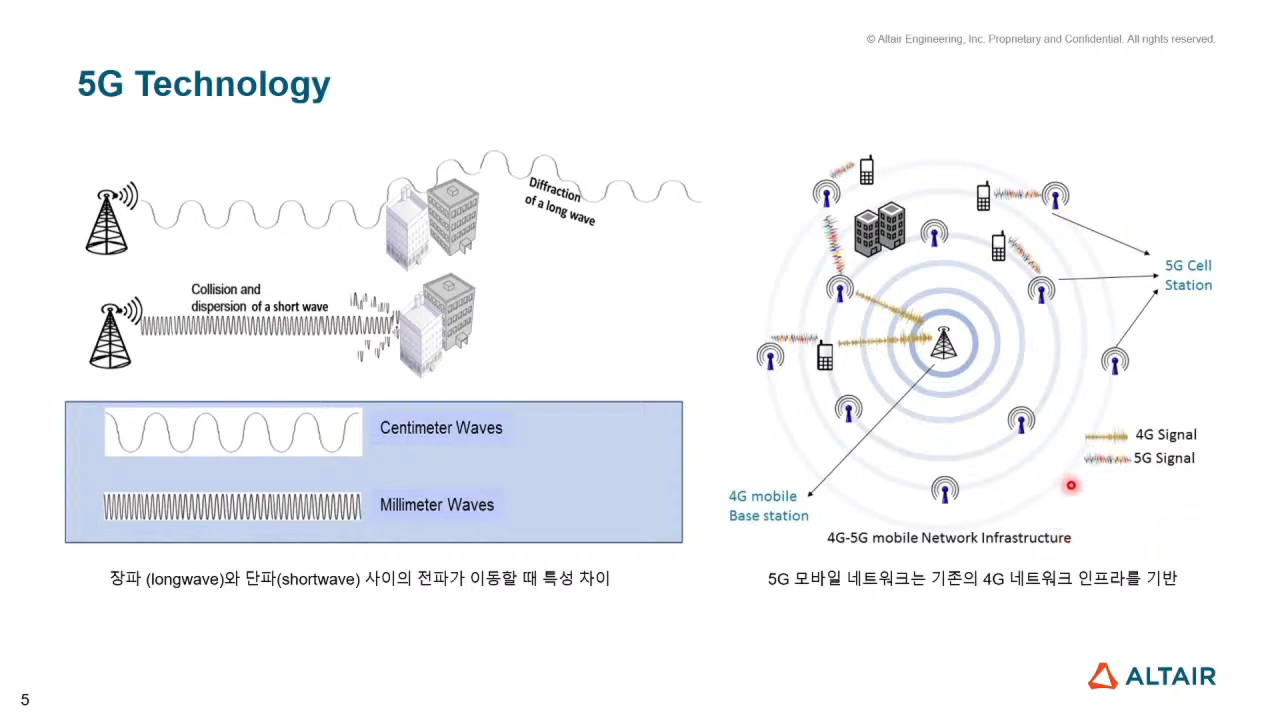 © Altair Engineering, Inc. Proprietary and Confidential. All rights reserved.
5G Technology
Diffraction
of a long wave
Collision and
dispersion of a short wave
Centimeter Waves
Millimeter Waves
장파 (longwave)와 단파(shortwave) 사이의 전파가 이동할 때 특성 차이
5G Cell
Station
4G Signal
5G Signal
4G mobile
Base station
4G-5G mobile Network Infrastructure
5G 모바일 네트워크는 기존의 4G 네트워크 인프라를 기반
ALTAIR
5